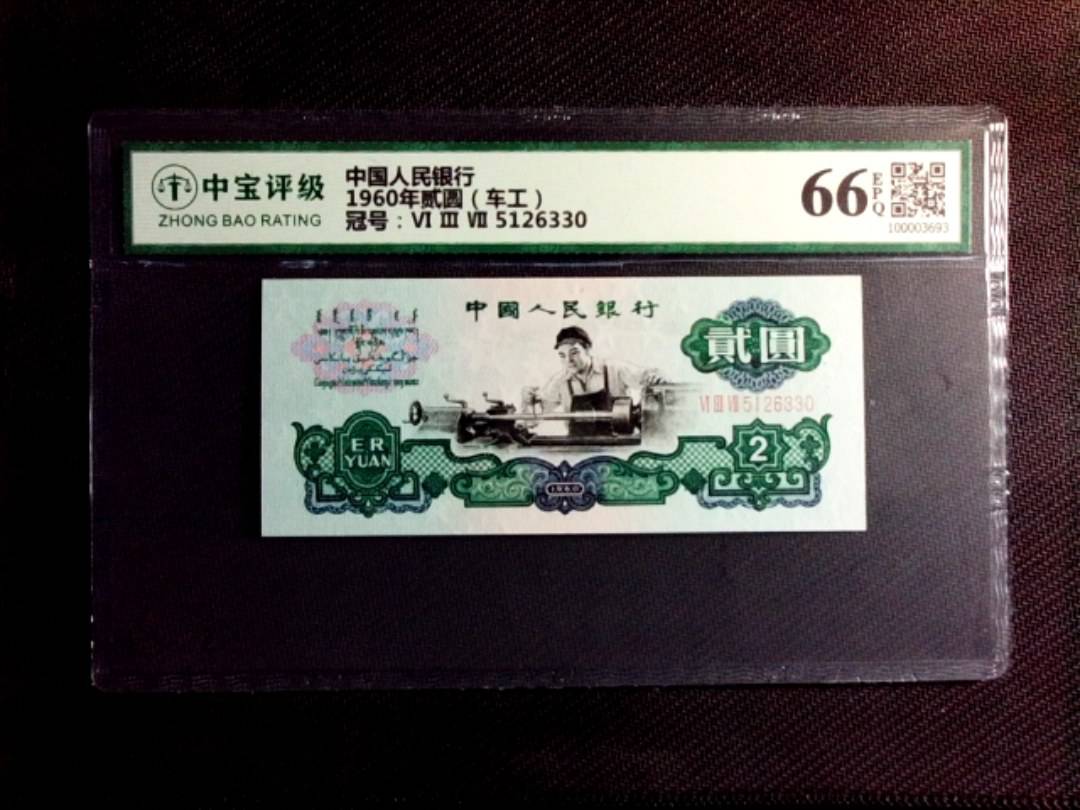 中宝评级
ZHONG BAO RATING
中国人民银行
1960年贰圆（车工）
冠号：Ⅵ Ⅲ Ⅶ 5126330
66
EPQ
100003693
中國人民銀行
貳圓
Ⅵ Ⅲ Ⅶ 5126330
ER
YUAN
2
1960